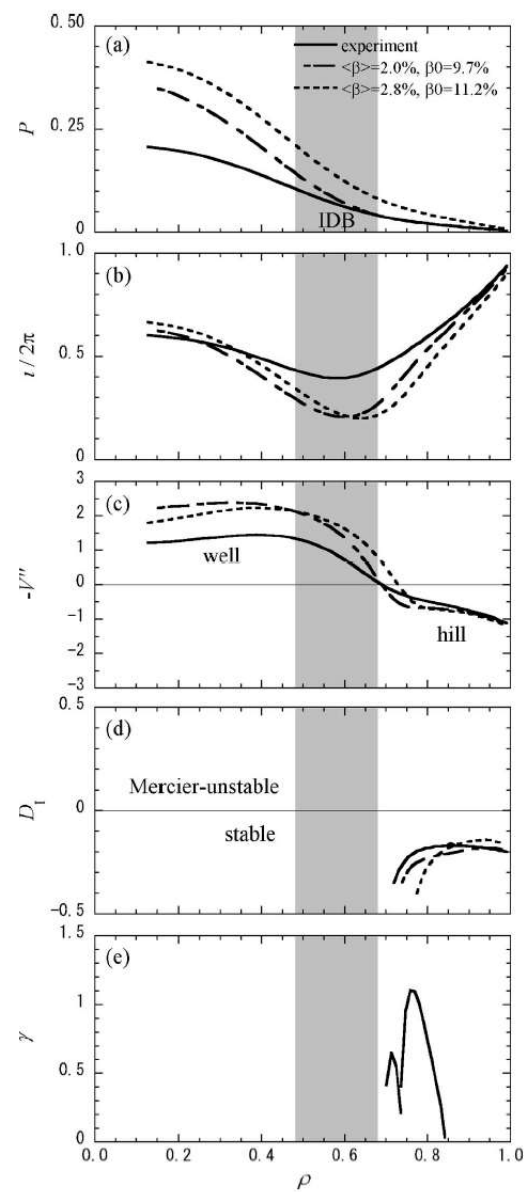 0.50
(a)
experiment
<β>=2.0%, β0=9.7%
<β>=2.8%, β0=11.2%
P
0.25
IDB
0
1.0
(b)
ι / 2π
0.5
0
3
(c)
2
1
well
-V''
0
-1
hill
-2
-3
0.5
(d)
Mercier-unstable
D_I
0
stable
-0.5
1.5
(e)
1
γ
0.5
0
0.0 0.2 0.4 0.6 0.8 1.0
ρ